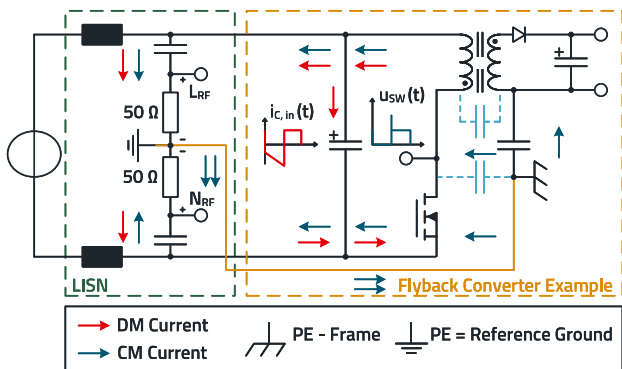 L_RF
50 Ω
i_C, in (t)
u_SW (t)
50 Ω
N_RF
LISN
Flyback Converter Example
DM Current
CM Current
PE - Frame
PE = Reference Ground